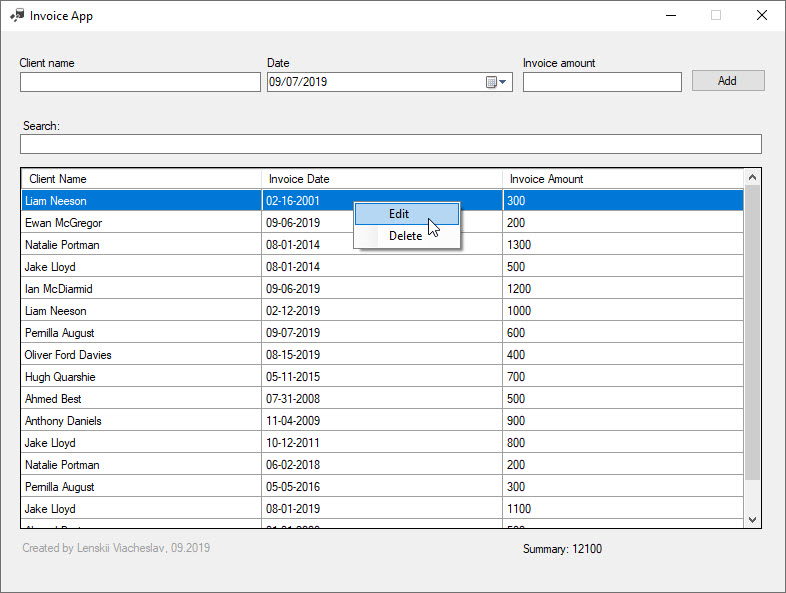 Invoice App
Client name Date Invoice amount
09/07/2019 Add
Search:
Client Name Invoice Date Invoice Amount
Liam Neeson 02-16-2001 300
Edit
Ewan McGregor 09-06-2019 200
Delete
Natalie Portman 08-01-2014 1300
Jake Lloyd 08-01-2014 500
Ian McDiarmid 09-06-2019 1200
Liam Neeson 02-12-2019 1000
Pernilla August 09-07-2019 600
Oliver Ford Davies 08-15-2019 400
Hugh Quarshie 05-11-2015 700
Ahmed Best 07-31-2008 500
Anthony Daniels 11-04-2009 900
Jake Lloyd 10-12-2011 800
Natalie Portman 06-02-2018 200
Pernilla August 05-05-2016 300
Jake Lloyd 08-01-2019 1100
Created by Lenskii Viacheslav, 09.2019 Summary: 12100